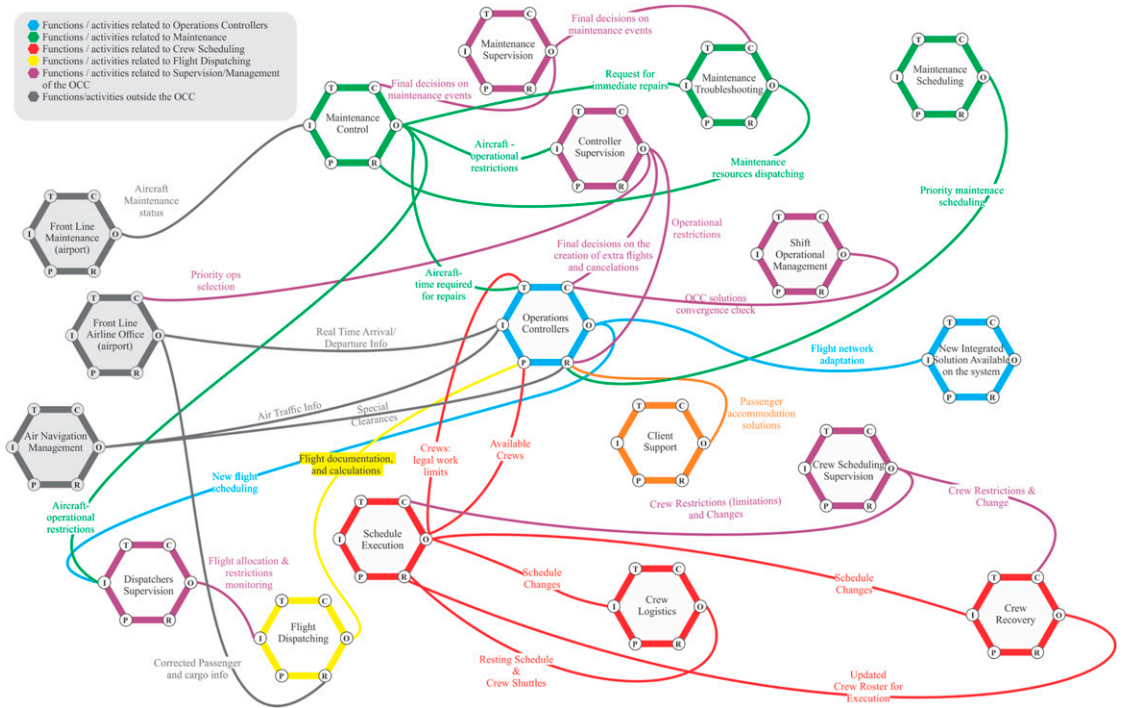 Functions / activities related to Operations Controllers
Functions / activities related to Maintenance
Functions / activities related to Crew Scheduling
Functions / activities related to Flight Dispatching
Functions / activities related to Supervision/Management
of the OCC
Functions/activities outside the OCC
T C I O P R
Maintenance
Supervision
Final decisions on
maintenance events
T C I O P R
Maintenance
Troubleshooting
T C I O P R
Maintenance
Scheduling
Final decisions on
maintenance events
Request for
immediate repairs
T C I O P R
Maintenance
Control
Aircraft -
operational
restrictions
T C I O P R
Controller
Supervision
Maintenance
resources dispatching
Priority maintenace
scheduling
Aircraft
Maintenance
status
T C I O P R
Front Line
Maintenance
(airport)
Operational
restrictions
Final decisions on the
creation of extra flights
and cancelations
T C I O P R
Shift
Operational
Management
Priority ops
selection
Aircraft-
time required
for repairs
OCC solutions
convergence check
T C I O P R
Front Line
Airline Office
(airport)
Real Time Arrival/
Departure Info
T C I O P R
Operations
Controllers
Flight network
adaptation
T C I O P R
New Integrated
Solution Available
on the system
T C I O P R
Air Navigation
Management
Air Traffic Info
Special
Clearances
Passenger
accommodation
solutions
T C I O P R
Client
Support
Flight documentation,
and calculations
Crews:
legal work
limits
Available
Crews
T C I O P R
Crew Scheduling
Supervision
New flight
scheduling
Aircraft-
operational
restrictions
Crew Restrictions (limitations)
and Changes
Crew Restrictions &
Change
T C I O P R
Schedule
Execution
T C I O P R
Dispatchers
Supervision
Flight allocation &
restrictions
monitoring
Schedule
Changes
T C I O P R
Crew
Logistics
Schedule
Changes
T C I O P R
Crew
Recovery
T C I O P R
Flight
Dispatching
Corrected Passenger
and cargo info
Resting Schedule
&
Crew Shuttles
Updated
Crew Roster for
Execution